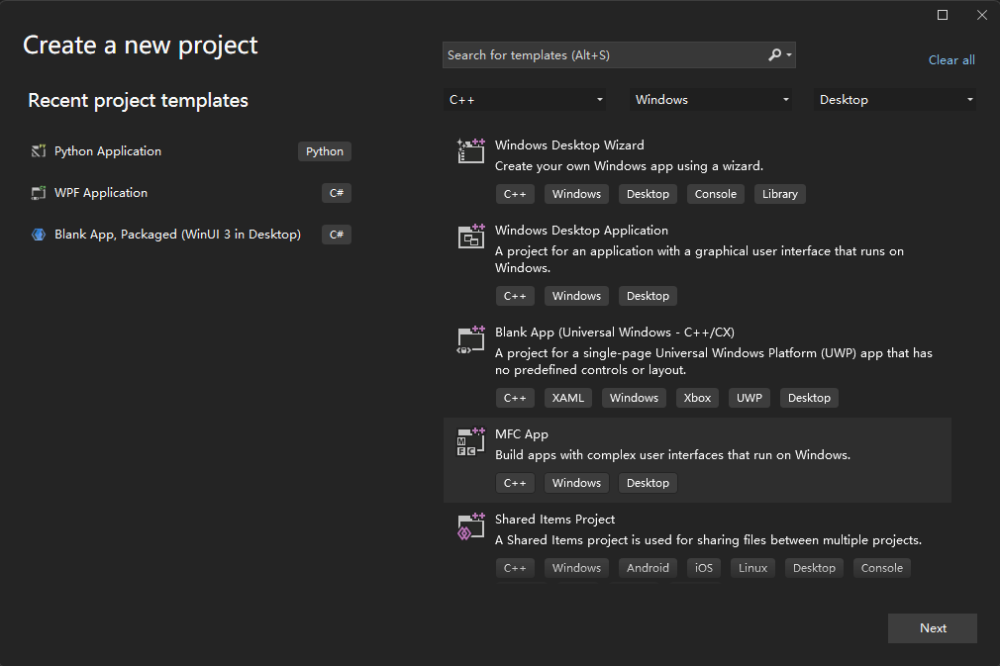 Create a new project
Search for templates (Alt+S)
Clear all
Recent project templates
C++
Windows
Desktop
Python Application
Python
WPF Application
C#
Blank App, Packaged (WinUI 3 in Desktop)
C#
Windows Desktop Wizard
Create your own Windows app using a wizard.
C++ Windows Desktop Console Library
Windows Desktop Application
A project for an application with a graphical user interface that runs on
Windows.
C++ Windows Desktop
Blank App (Universal Windows - C++/CX)
A project for a single-page Universal Windows Platform (UWP) app that has
no predefined controls or layout.
C++ XAML Windows Xbox UWP Desktop
MFC App
Build apps with complex user interfaces that run on Windows.
C++ Windows Desktop
Shared Items Project
A Shared Items project is used for sharing files between multiple projects.
C++ Windows Android iOS Linux Desktop Console
Next